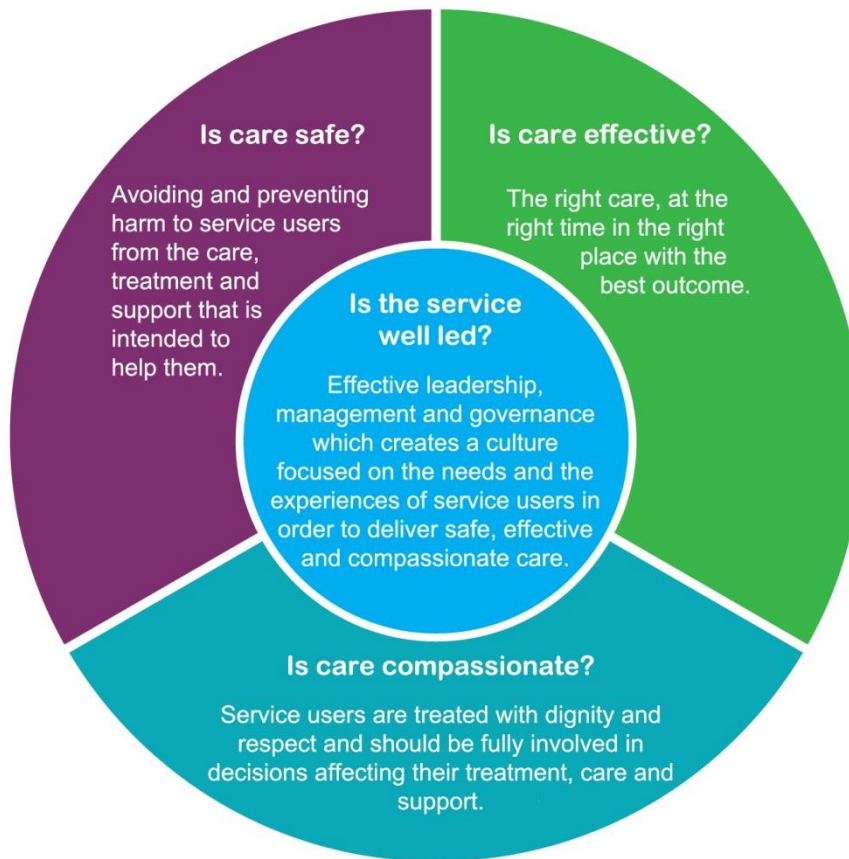 Is care safe?
Avoiding and preventing
harm to service users
from the care,
treatment and
support that is
intended to
help them.
Is care effective?
The right care, at the
right time in the right
place with the
best outcome.
Is the service
well led?
Effective leadership,
management and governance
which creates a culture
focused on the needs and the
experiences of service users in
order to deliver safe, effective
and compassionate care.
Is care compassionate?
Service users are treated with dignity and
respect and should be fully involved in
decisions affecting their treatment, care and
support.